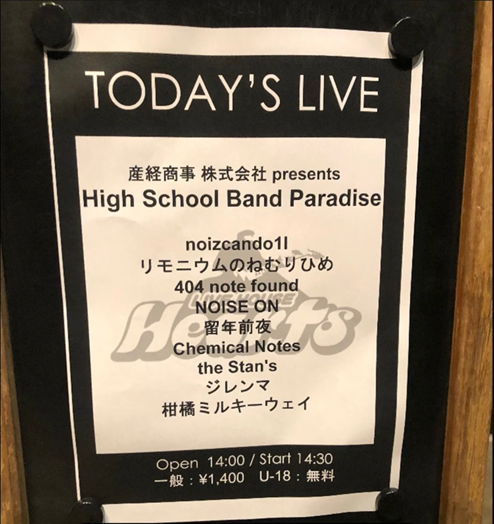 TODAY'S LIVE
産経商事 株式会社 presents
High School Band Paradise
noizcando1l
リモニウムのねむりひめ
404 note found
NOISE ON
留年前夜
Chemical Notes
the Stan's
ジレンマ
柑橘ミルキーウェイ
LIVE HOUSE
Hearts
Open 14:00 / Start 14:30
一般：¥1,400 U-18：無料